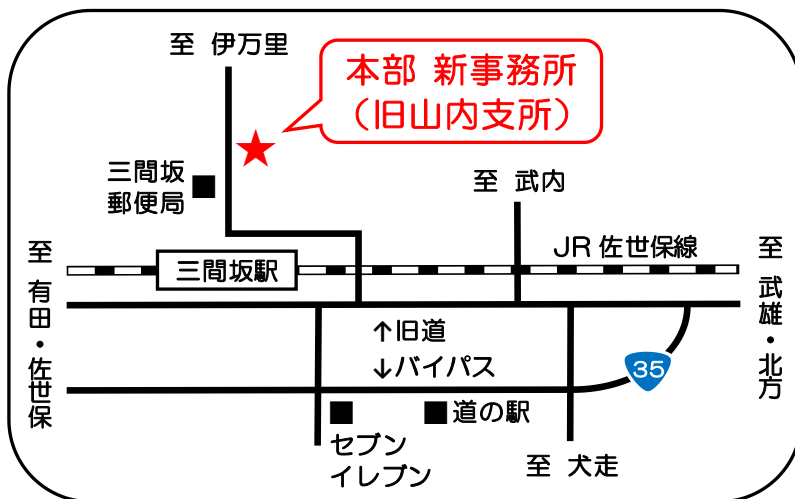 至 伊万里
本部 新事務所
（旧山内支所）
三間坂
郵便局
至 武内
JR 佐世保線
三間坂駅
至 有田・佐世保
至 武雄・北方
↑旧道
↓バイパス
35
道の駅
セブン
イレブン
至 犬走